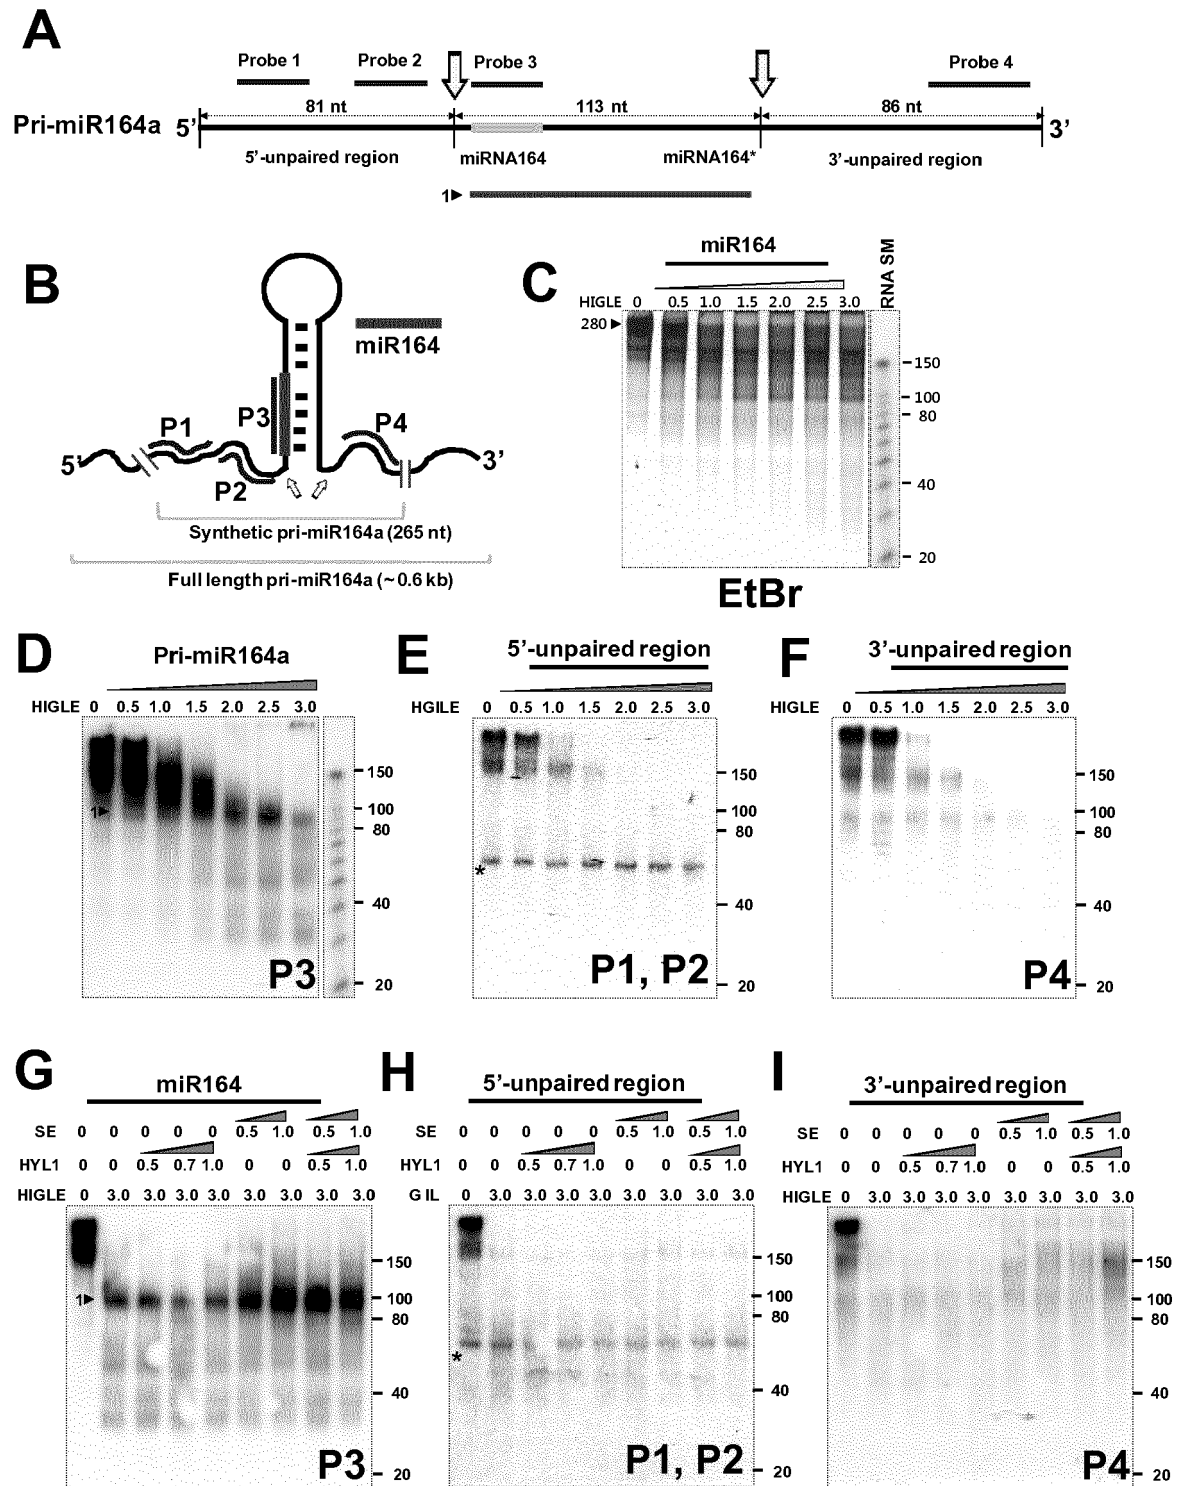 A
Probe 1 Probe 2 Probe 3 Probe 4
81 nt 113 nt 86 nt
Pri-miR164a 5' 3'
5'-unpaired region miRNA164 miRNA164* 3'-unpaired region
1►
B
miR164
P3
P1 P4
5' 3'
P2
Synthetic pri-miR164a (265 nt)
Full length pri-miR164a (~0.6 kb)
C
miR164
RNA SM
HIGLE 0 0.5 1.0 1.5 2.0 2.5 3.0
280►
150
100
80
40
20
EtBr
D
Pri-miR164a
HIGLE 0 0.5 1.0 1.5 2.0 2.5 3.0
150
1► 100
80
40
20
P3
E
5'-unpaired region
HGILE 0 0.5 1.0 1.5 2.0 2.5 3.0
150
100
80
*
40
20
P1, P2
F
3'-unpaired region
HIGLE 0 0.5 1.0 1.5 2.0 2.5 3.0
150
100
80
40
20
P4
G
miR164
SE 0 0 0 0 0 0.5 1.0 0.5 1.0
HYL1 0 0 0.5 0.7 1.0 0 0 0.5 1.0
HIGLE 0 3.0 3.0 3.0 3.0 3.0 3.0 3.0 3.0
150
1► 100
80
40
20
P3
H
5'-unpaired region
SE 0 0 0 0 0 0.5 1.0 0.5 1.0
HYL1 0 0 0.5 0.7 1.0 0 0 0.5 1.0
G IL 0 3.0 3.0 3.0 3.0 3.0 3.0 3.0 3.0
150
100
80
*
40
20
P1, P2
I
3'-unpaired region
SE 0 0 0 0 0 0.5 1.0 0.5 1.0
HYL1 0 0 0.5 0.7 1.0 0 0 0.5 1.0
HIGLE 0 3.0 3.0 3.0 3.0 3.0 3.0 3.0 3.0
150
100
80
40
20
P4